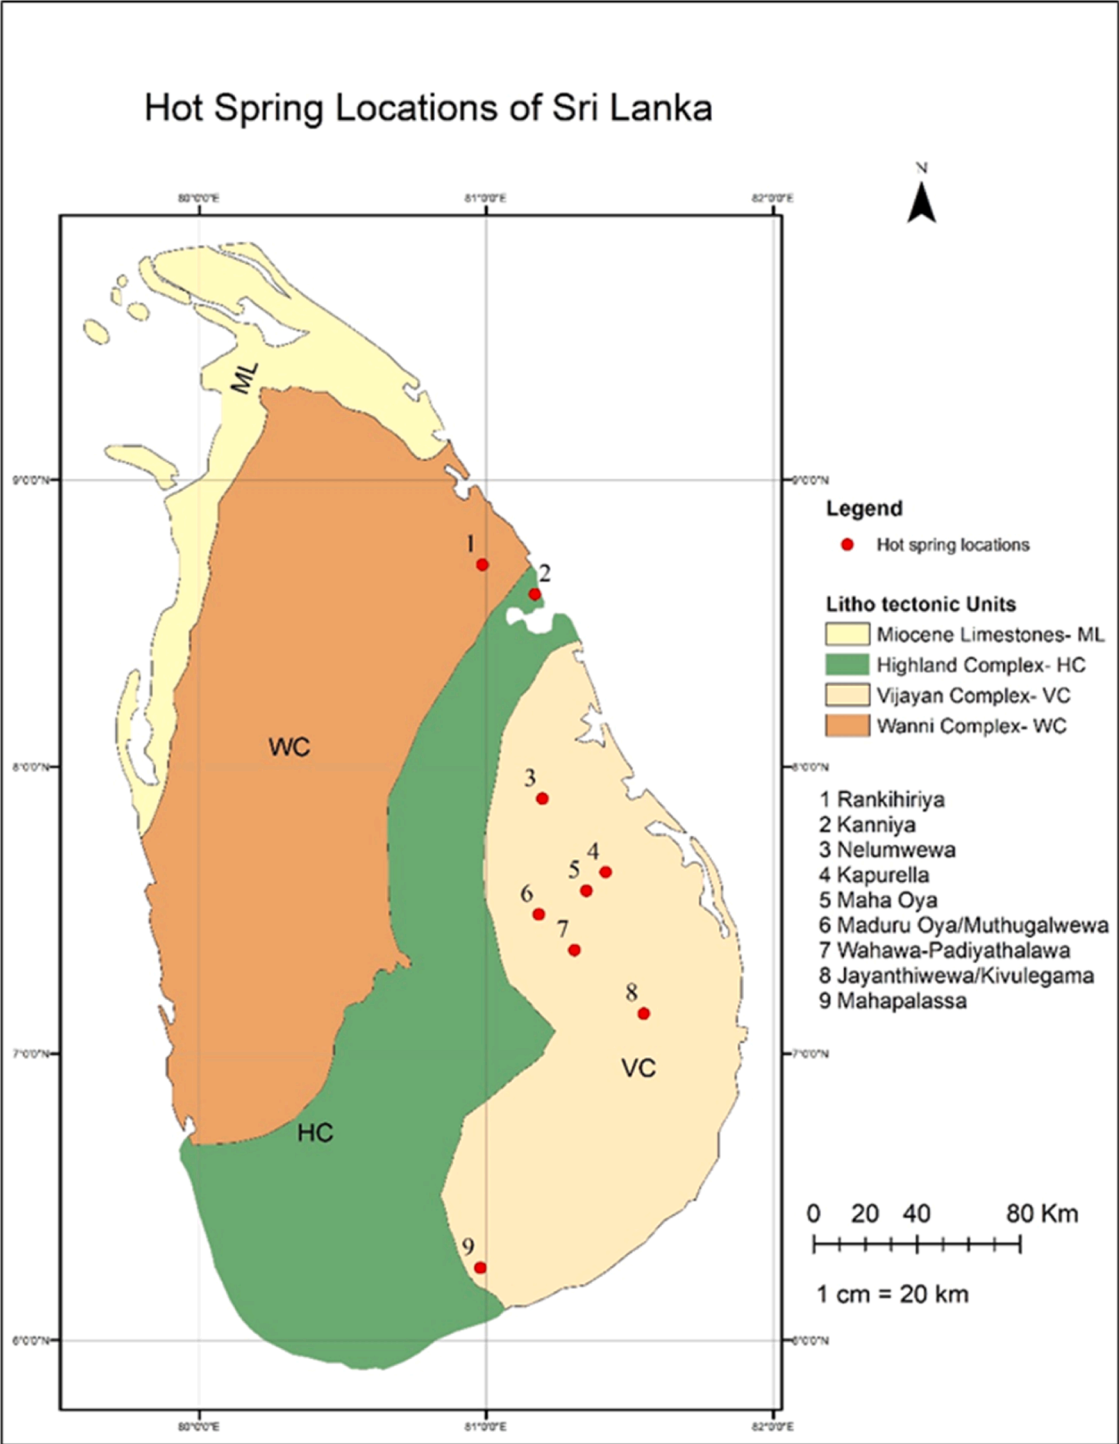 Hot Spring Locations of Sri Lanka
N
80°0'0"E
81°0'0"E
82°0'0"E
ML
9°0'0"N
9°0'0"N
Legend
1
Hot spring locations
2
Litho tectonic Units
Miocene Limestones- ML
Highland Complex- HC
Vijayan Complex- VC
Wanni Complex- WC
WC
8°0'0"N
8°0'0"N
3
1 Rankihiriya
2 Kanniya
3 Nelumwewa
4 Kapurella
5 Maha Oya
6 Maduru Oya/Muthugalwewa
7 Wahawa-Padiyathalawa
8 Jayanthiwewa/Kivulegama
9 Mahapalassa
4
5
6
7
8
7°0'0"N
7°0'0"N
VC
HC
0 20 40 80 Km
9
1 cm = 20 km
6°0'0"N
6°0'0"N
80°0'0"E
81°0'0"E
82°0'0"E